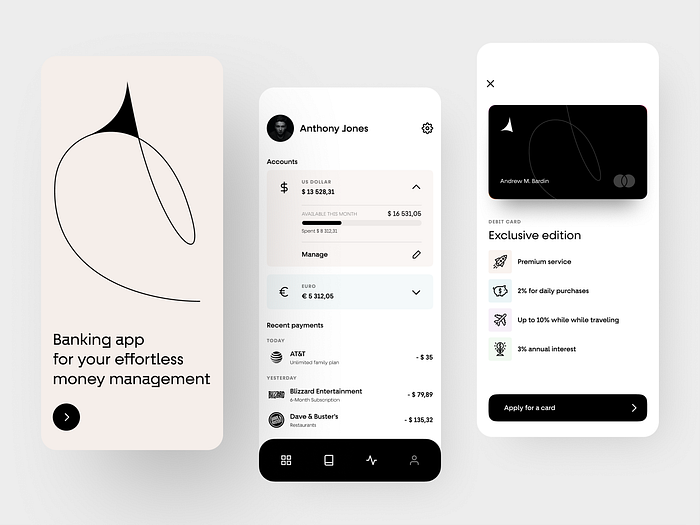 Banking app
for your effortless
money management
Anthony Jones
Accounts
$
US DOLLAR
$ 13 528,31
AVAILABLE THIS MONTH
$ 16 531,05
Spent $ 8 312,31
Manage
€
EURO
€ 5 312,05
Recent payments
TODAY
AT&T
Unlimited family plan
- $ 35
YESTERDAY
Blizzard Entertainment
6-Month Subscription
- $ 79,89
Dave & Buster's
Restaurants
- $ 135,32
Andrew M. Bardin
DEBIT CARD
Exclusive edition
Premium service
2% for daily purchases
Up to 10% while while traveling
3% annual interest
Apply for a card